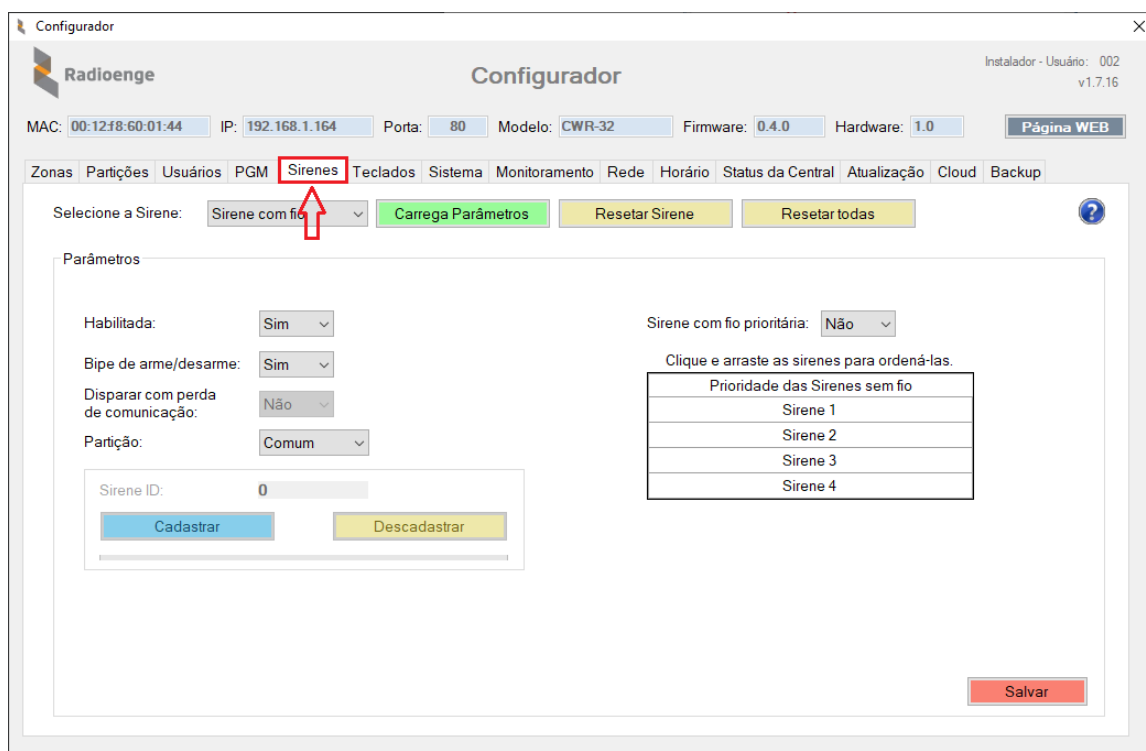 Configurador
Radioenge
Configurador
Instalador - Usuário: 002
v1.7.16
MAC: 00:12:f8:60:01:44 IP: 192.168.1.164 Porta: 80 Modelo: CWR-32 Firmware: 0.4.0 Hardware: 1.0 Página WEB
Zonas Partições Usuários PGM Sirenes Teclados Sistema Monitoramento Rede Horário Status da Central Atualização Cloud Backup
Selecione a Sirene: Sirene com fio Carrega Parâmetros Resetar Sirene Resetar todas ?
Parâmetros
Habilitada: Sim
Sirene com fio prioritária: Não
Bipe de arme/desarme: Sim
Clique e arraste as sirenes para ordená-las.
Disparar com perda
de comunicação: Não
Prioridade das Sirenes sem fio
Sirene 1
Sirene 2
Sirene 3
Sirene 4
Partição: Comum
Sirene ID: 0
Cadastrar Descadastrar
Salvar